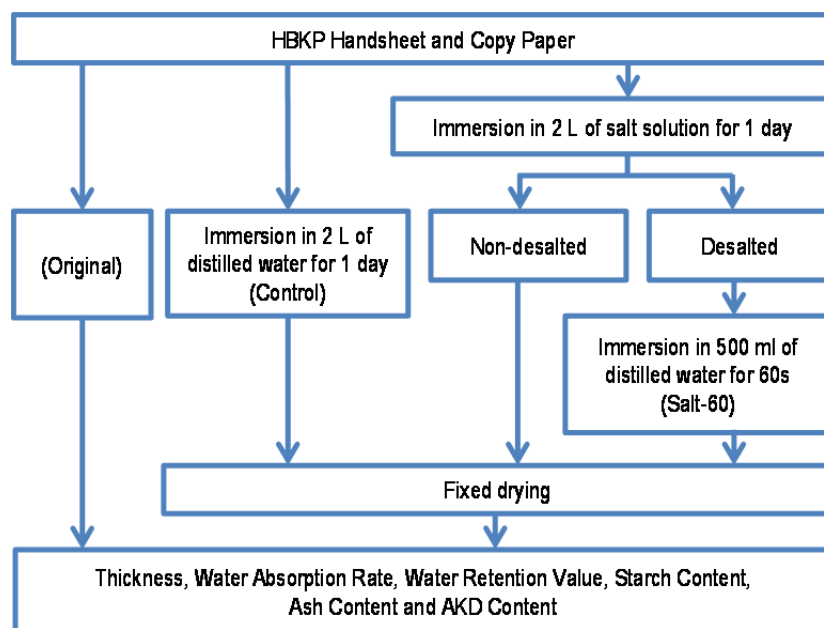 HBKP Handsheet and Copy Paper
Immersion in 2 L of salt solution for 1 day
(Original)
Immersion in 2 L of
distilled water for 1 day
(Control)
Non-desalted
Desalted
Immersion in 500 ml of
distilled water for 60s
(Salt-60)
Fixed drying
Thickness, Water Absorption Rate, Water Retention Value, Starch Content,
Ash Content and AKD Content